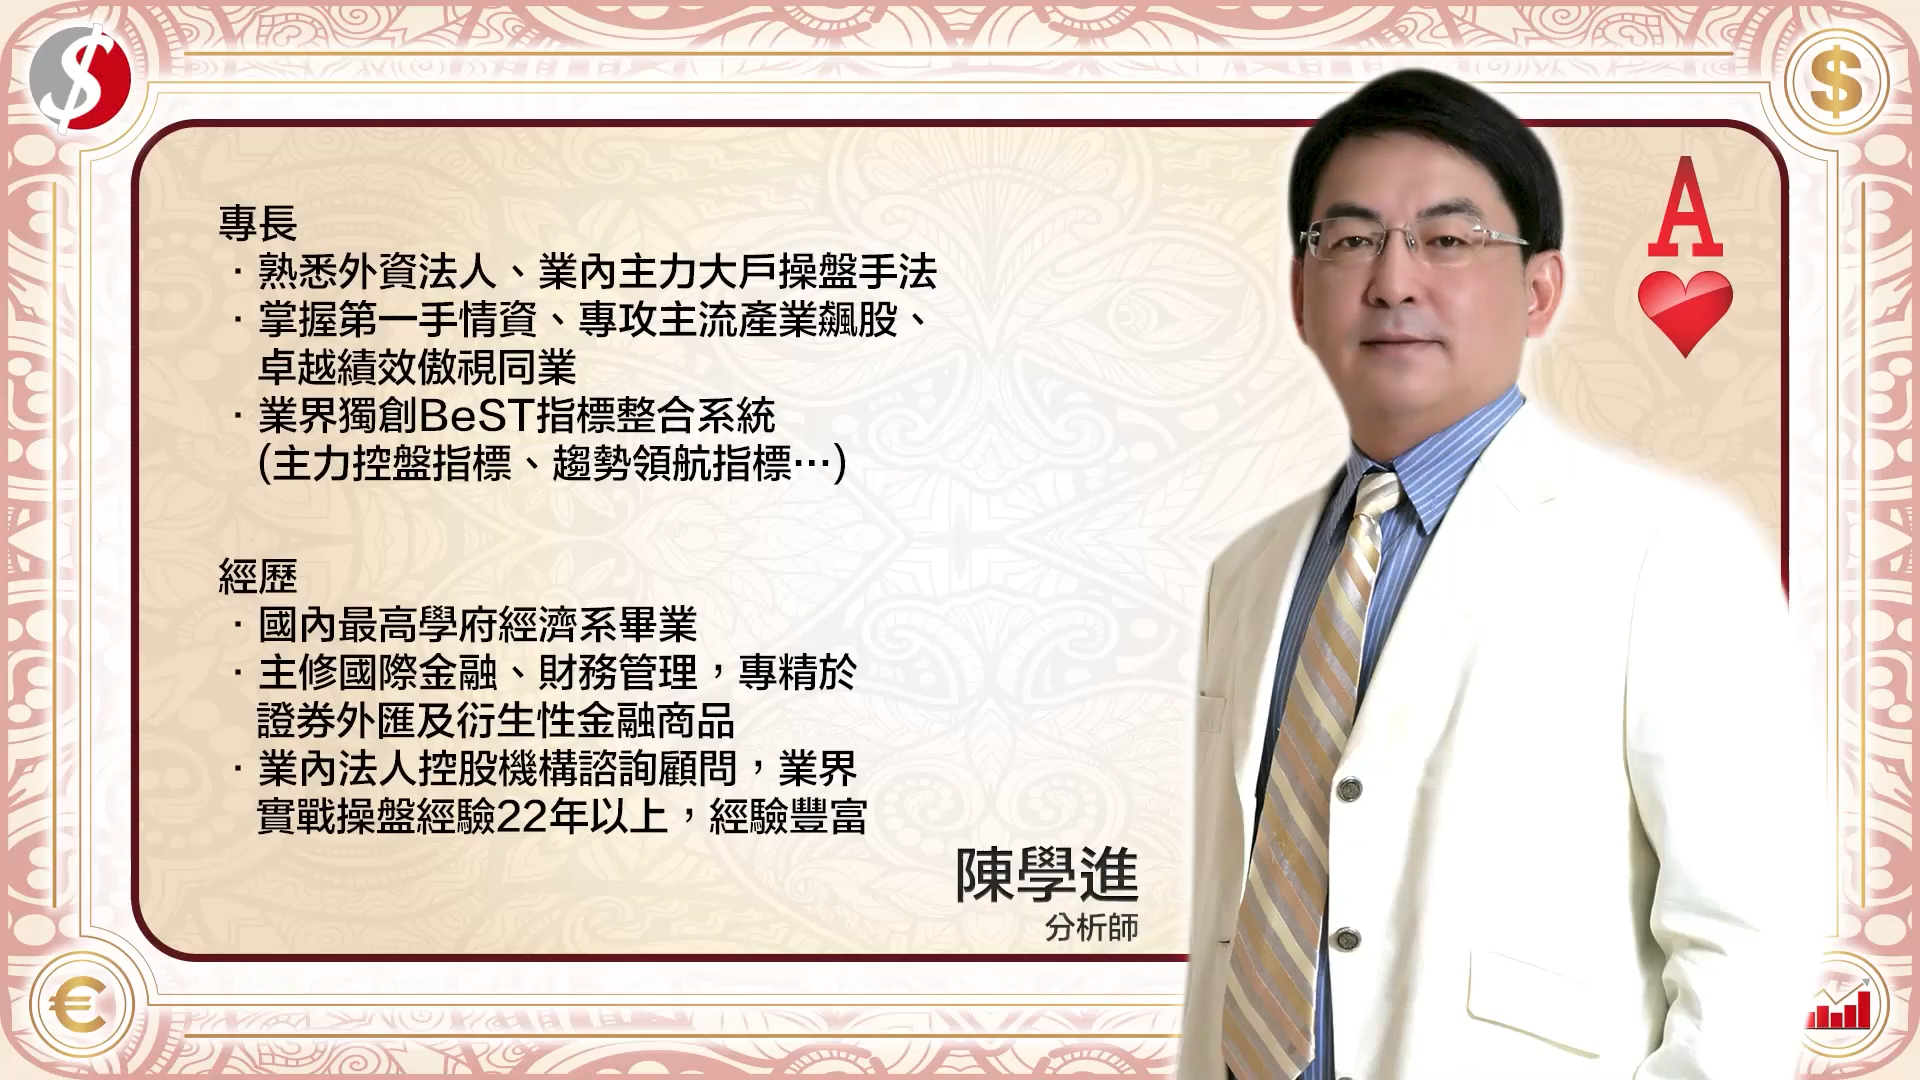 專長
·熟悉外資法人、業內主力大戶操盤手法
·掌握第一手情資、專攻主流產業飆股、
卓越績效傲視同業
·業界獨創BeST指標整合系統
(主力控盤指標、趨勢領航指標…)
經歷
·國內最高學府經濟系畢業
·主修國際金融、財務管理，專精於
證券外匯及衍生性金融商品
·業內法人控股機構諮詢顧問，業界
實戰操盤經驗22年以上，經驗豐富
陳學進
分析師
A
$
$
€